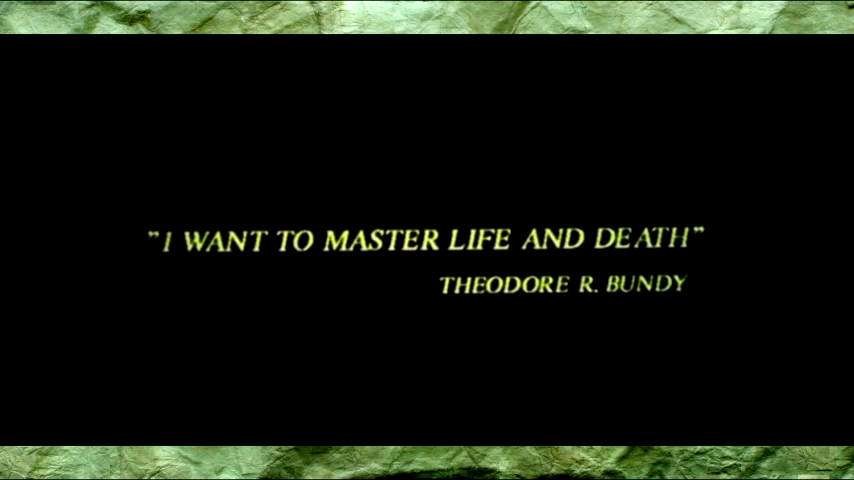 "I WANT TO MASTER LIFE AND DEATH"
THEODORE R. BUNDY